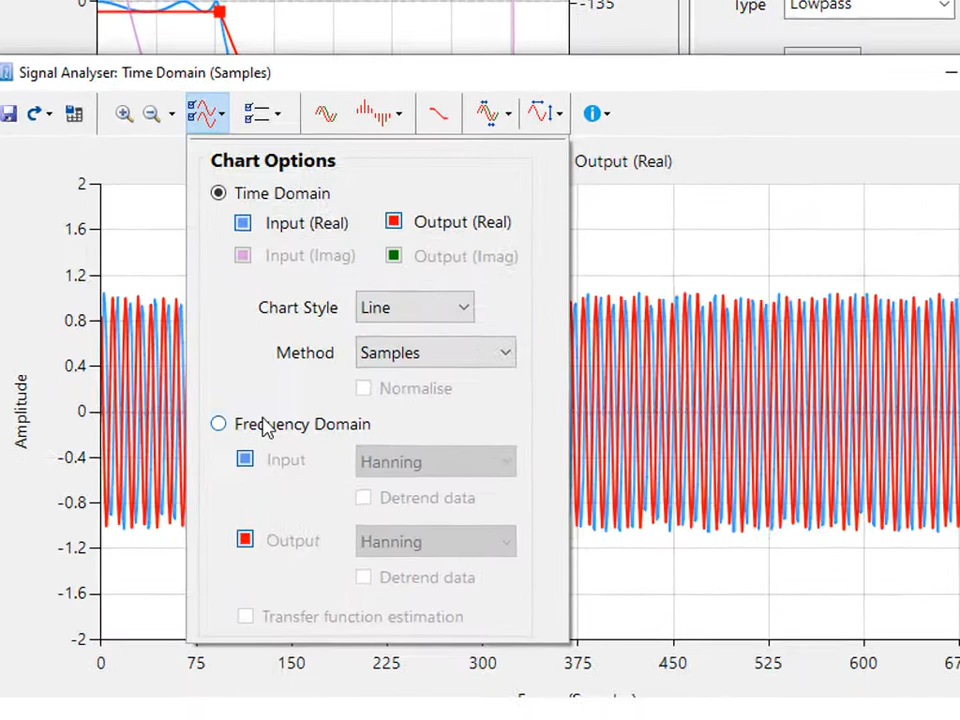 0
-135
Type
Lowpass
Signal Analyser: Time Domain (Samples)
Chart Options
Output (Real)
Time Domain
Input (Real)
Output (Real)
Input (Imag)
Output (Imag)
Chart Style
Line
Method
Samples
Normalise
Frequency Domain
Input
Hanning
Detrend data
Output
Hanning
Detrend data
Transfer function estimation
Amplitude
2
1.6
1.2
0.8
0.4
0
-0.4
-0.8
-1.2
-1.6
-2
0 75 150 225 300 375 450 525 600